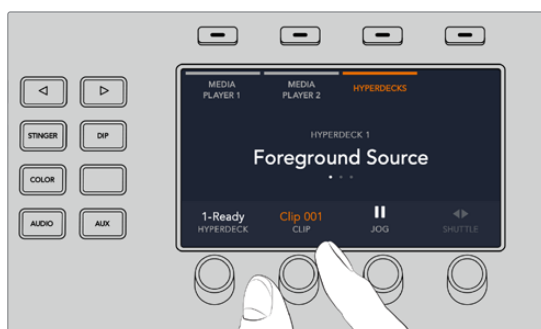 MEDIA PLAYER 1
MEDIA PLAYER 2
HYPERDECKS
HYPERDECK 1
Foreground Source
1-Ready
HYPERDECK
Clip 001
CLIP
JOG
SHUTTLE
STINGER
DIP
COLOR
AUDIO
AUX